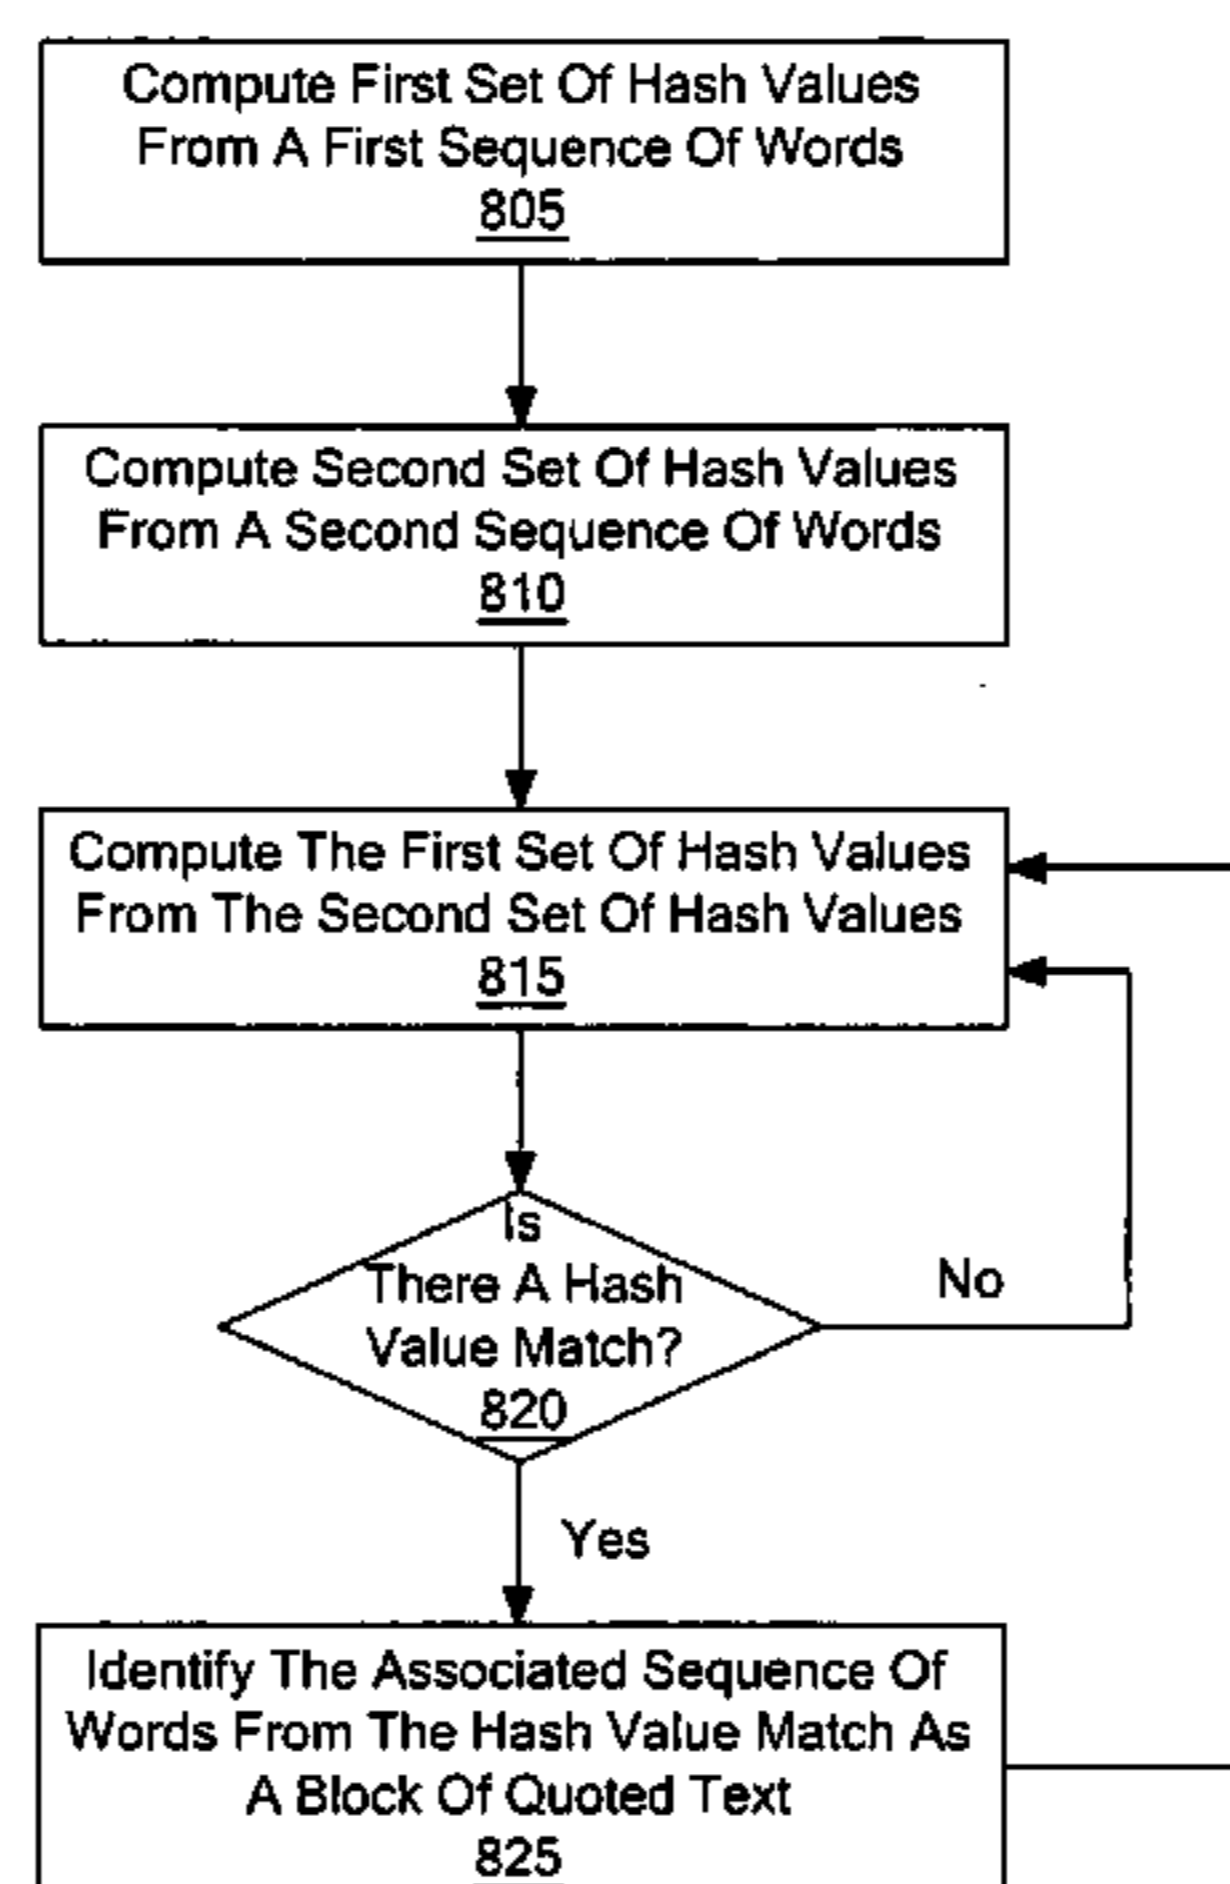 Compute First Set Of Hash Values
From A First Sequence Of Words
805
Compute Second Set Of Hash Values
From A Second Sequence Of Words
810
Compute The First Set Of Hash Values
From The Second Set Of Hash Values
815
Is
There A Hash
Value Match?
820
No
Yes
Identify The Associated Sequence Of
Words From The Hash Value Match As
A Block Of Quoted Text
825